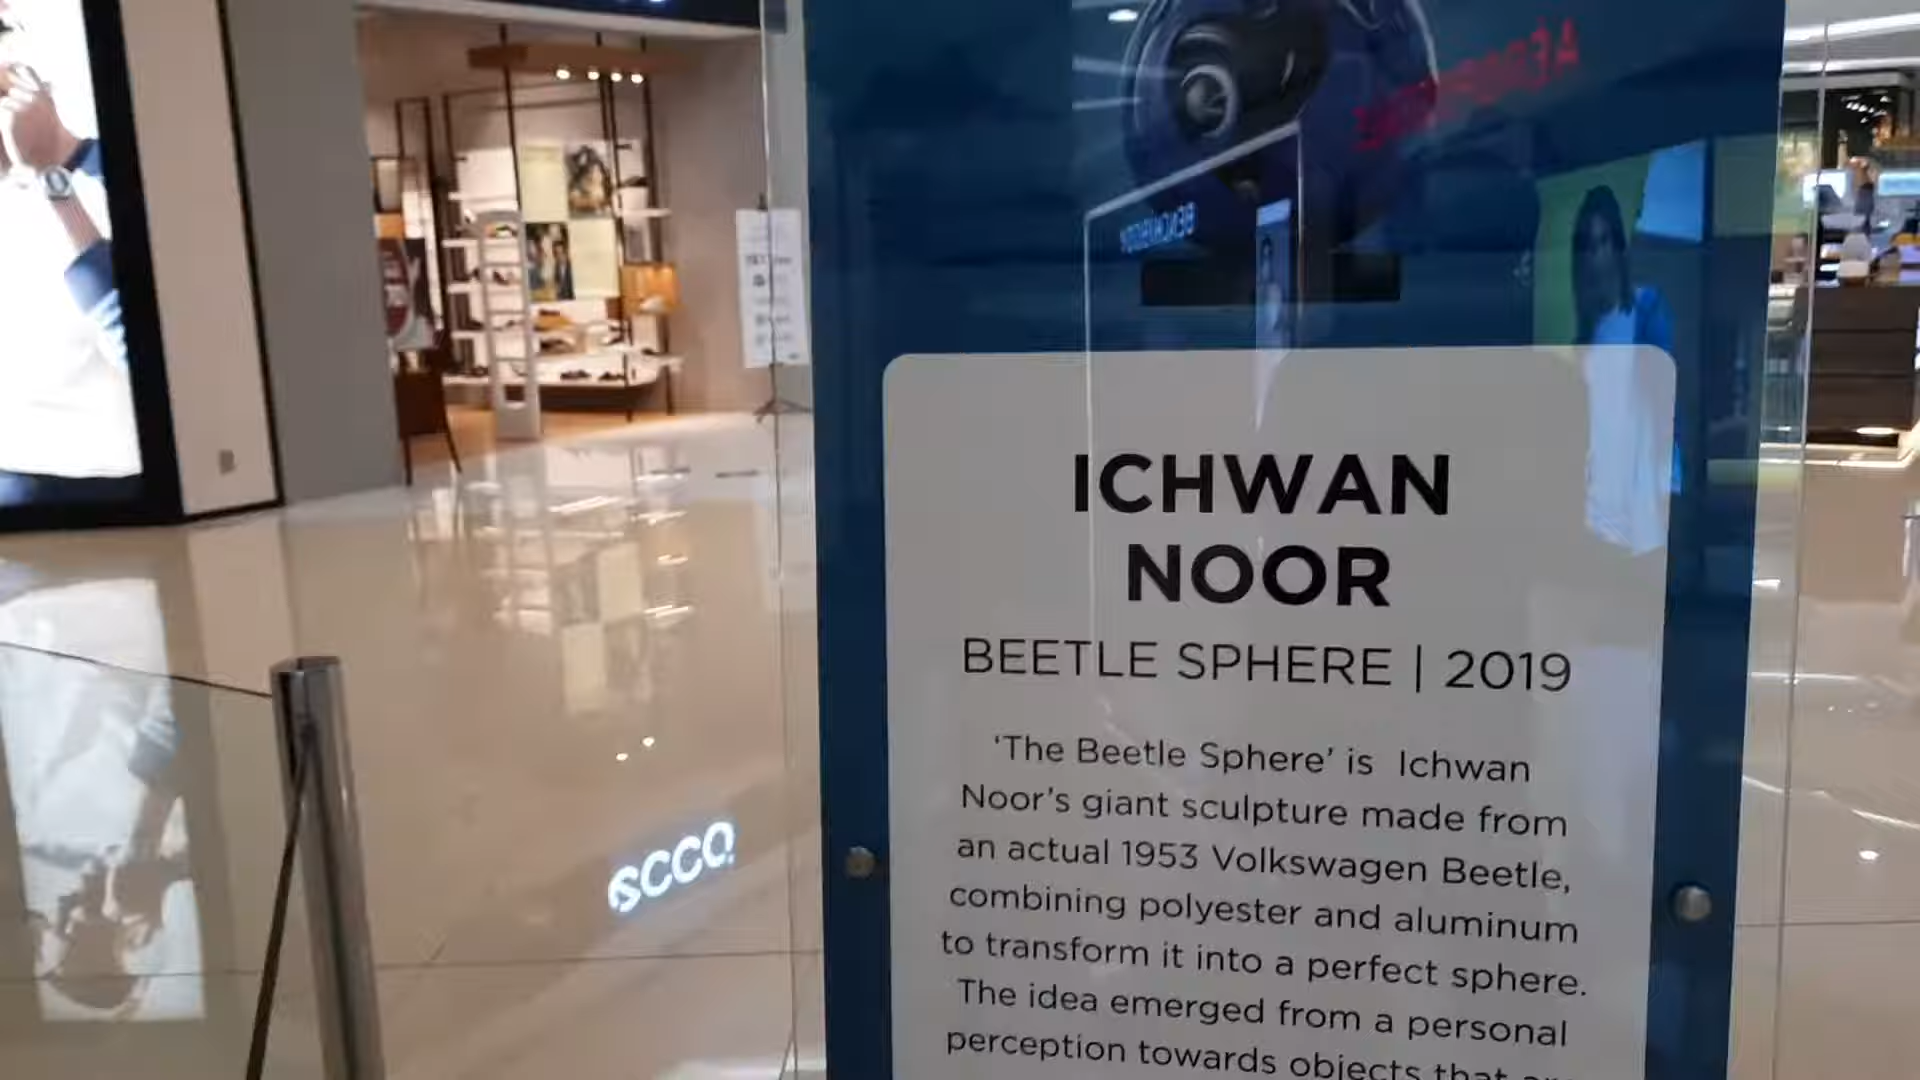 ICHWAN
NOOR
BEETLE SPHERE | 2019
‘The Beetle Sphere’ is Ichwan
Noor’s giant sculpture made from
an actual 1953 Volkswagen Beetle,
combining polyester and aluminum
to transform it into a perfect sphere.
The idea emerged from a personal
perception towards objects that
ecco